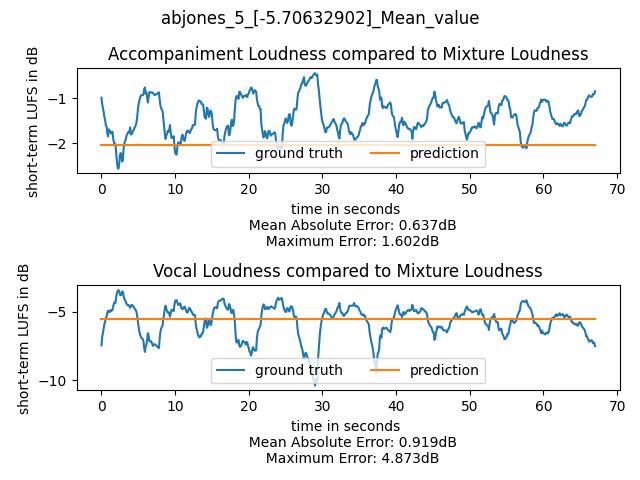 abjones_5_[-5.70632902]_Mean_value
Accompaniment Loudness compared to Mixture Loudness
short-term LUFS in dB
−1
−2
ground truth
prediction
0 10 20 30 40 50 60 70
time in seconds
Mean Absolute Error: 0.637dB
Maximum Error: 1.602dB
Vocal Loudness compared to Mixture Loudness
short-term LUFS in dB
−5
−10
ground truth
prediction
0 10 20 30 40 50 60 70
time in seconds
Mean Absolute Error: 0.919dB
Maximum Error: 4.873dB